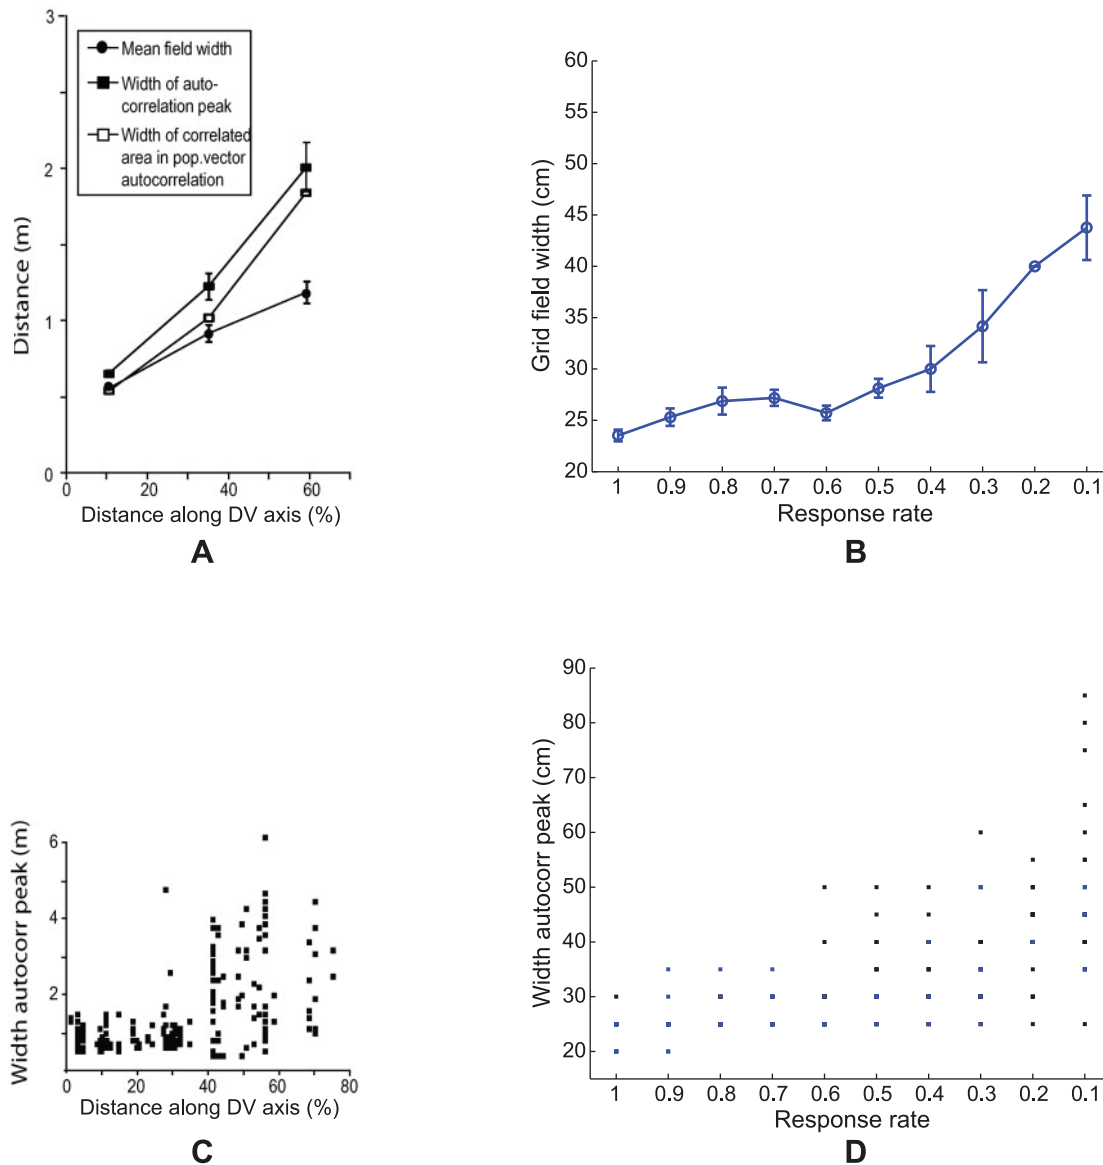 3
Mean field width
Width of auto-
correlation peak
Width of correlated
area in pop.vector
autocorrelation
2
1
0
Distance (m)
0 20 40 60
Distance along DV axis (%)
A
60
55
50
45
40
35
30
25
20
Grid field width (cm)
1 0.9 0.8 0.7 0.6 0.5 0.4 0.3 0.2 0.1
Response rate
B
6
4
2
Width autocorr peak (m)
0 20 40 60 80
Distance along DV axis (%)
C
90
80
70
60
50
40
30
20
Width autocorr peak (cm)
1 0.9 0.8 0.7 0.6 0.5 0.4 0.3 0.2 0.1
Response rate
D